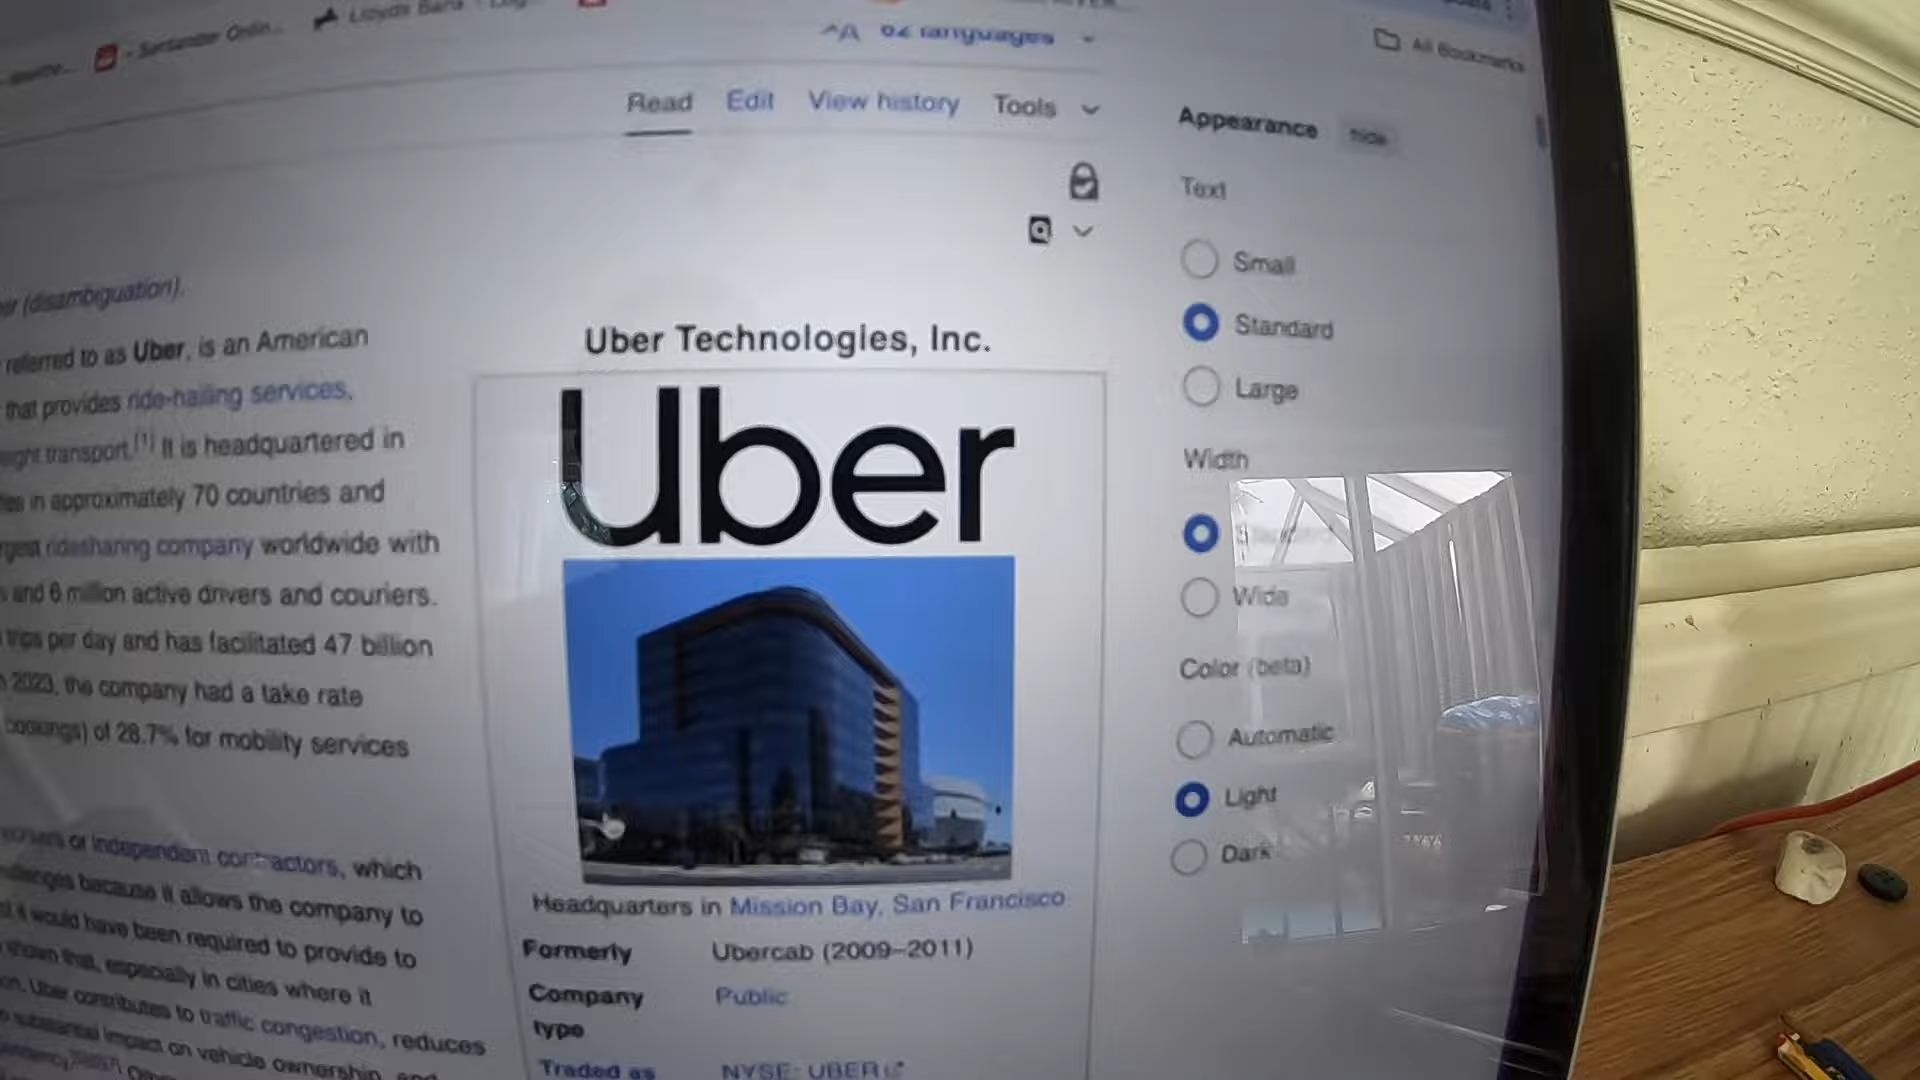 Santander Onlin...
Lloyds Bank - Log...
All Bookmarks
62 languages
Read Edit View history Tools
Appearance hide
Text
Small
Standard
Large
Width
Wide
Color (beta)
Automatic
Light
Dark
(disambiguation).
referred to as Uber, is an American
that provides ride-hailing services,
transport.[1] It is headquartered in
in approximately 70 countries and
ridesharing company worldwide with
and 6 million active drivers and couriers.
trips per day and has facilitated 47 billion
2023, the company had a take rate
bookings) of 28.7% for mobility services
or independent contractors, which
because it allows the company to
it would have been required to provide to
shown that, especially in cities where it
Uber contributes to traffic congestion, reduces
substantial impact on vehicle ownership, and
Uber Technologies, Inc.
Uber
Headquarters in Mission Bay, San Francisco
Formerly Ubercab (2009–2011)
Company type Public
Traded as NYSE: UBER